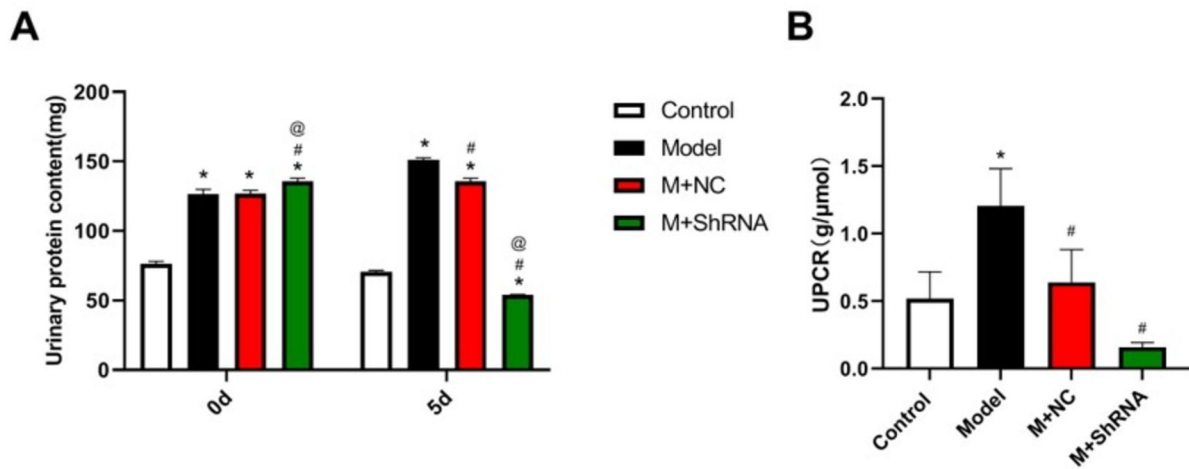 A
Urinary protein content(mg)
200
150
100
50
0
*
*
@
#
*
*
#
*
@
#
*
0d
5d
Control
Model
M+NC
M+ShRNA
B
UPCR(g/μmol)
2.0
1.5
1.0
0.5
0.0
*
#
#
Control
Model
M+NC
M+ShRNA